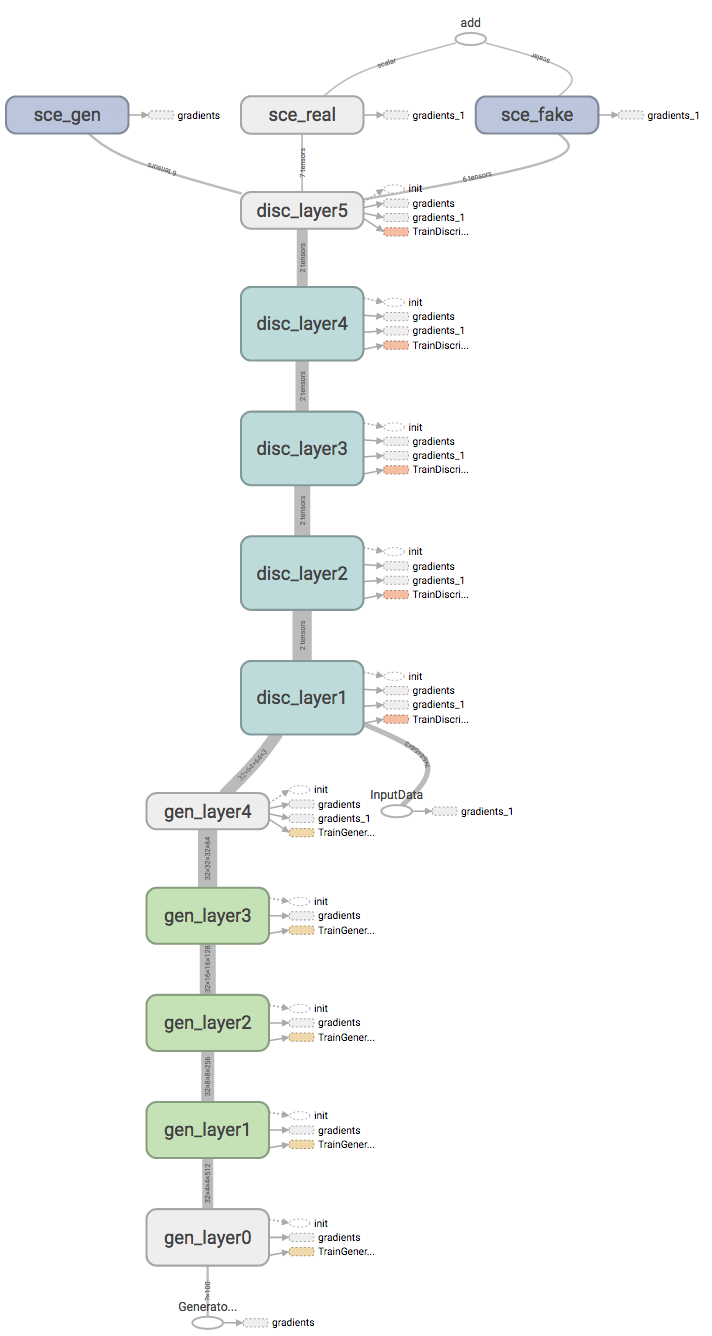 add
scalar
scalar
sce_gen
gradients
sce_real
gradients_1
sce_fake
gradients_1
6 tensors
7 tensors
6 tensors
disc_layer5
init
gradients
gradients_1
TrainDiscri...
2 tensors
disc_layer4
init
gradients
gradients_1
TrainDiscri...
2 tensors
disc_layer3
init
gradients
gradients_1
TrainDiscri...
2 tensors
disc_layer2
init
gradients
gradients_1
TrainDiscri...
2 tensors
disc_layer1
init
gradients
gradients_1
TrainDiscri...
32×64×64×3
InputData
gradients_1
gen_layer4
init
gradients
gradients_1
TrainGener...
32×32×32×64
gen_layer3
init
gradients
TrainGener...
32×16×16×128
gen_layer2
init
gradients
TrainGener...
32×8×8×256
gen_layer1
init
gradients
TrainGener...
32×4×4×512
gen_layer0
init
gradients
TrainGener...
?×100
Generato...
gradients